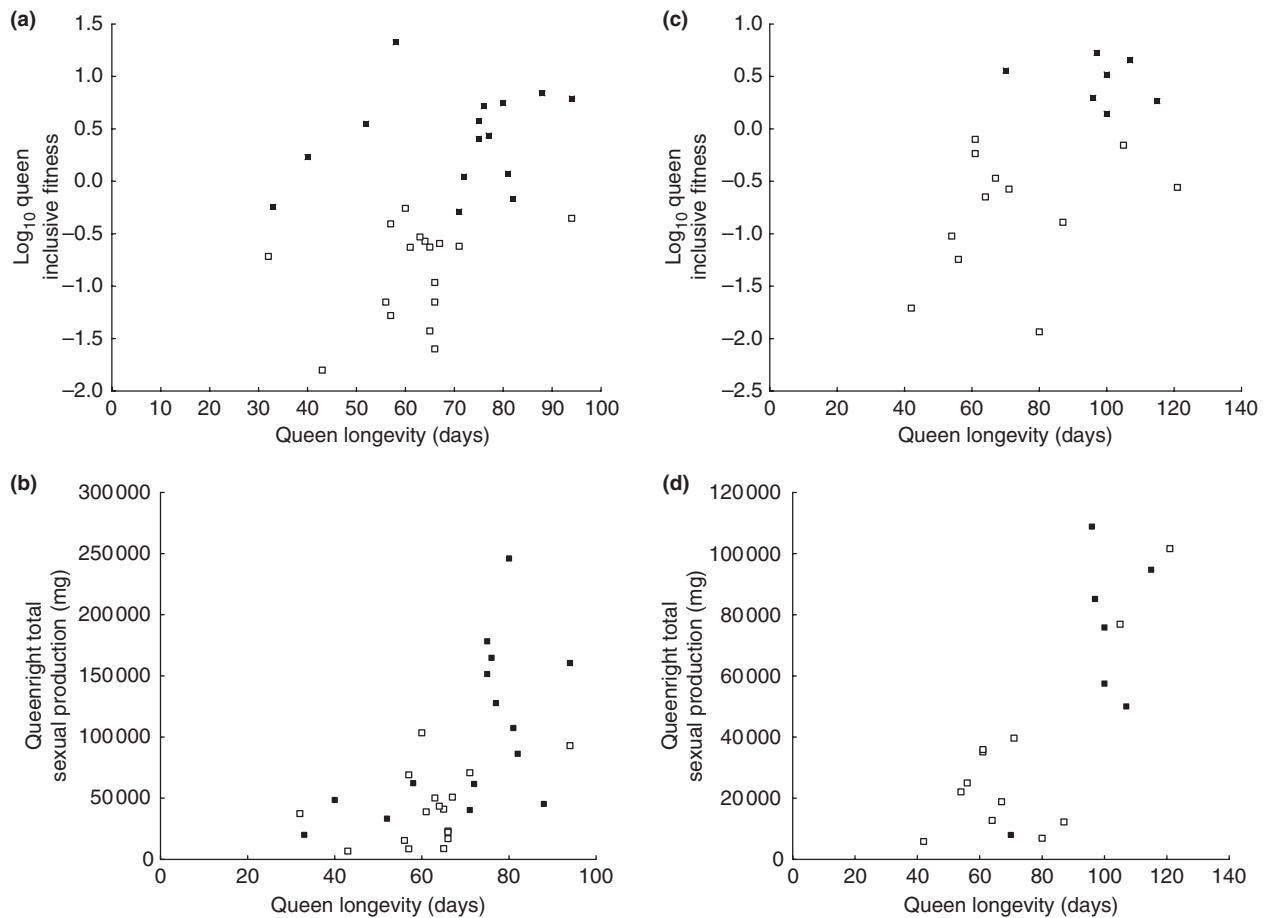 (a)
1.5
1.0
0.5
0.0
–0.5
–1.0
–1.5
–2.0
Log10 queen
inclusive fitness
0 10 20 30 40 50 60 70 80 90 100
Queen longevity (days)
(c)
1.0
0.5
0.0
–0.5
–1.0
–1.5
–2.0
–2.5
Log10 queen
inclusive fitness
0 20 40 60 80 100 120 140
Queen longevity (days)
(b)
300 000
250 000
200 000
150 000
100 000
50 000
0
Queenright total
sexual production (mg)
0 20 40 60 80 100
Queen longevity (days)
(d)
120 000
100 000
80 000
60 000
40 000
20 000
0
Queenright total
sexual production (mg)
0 20 40 60 80 100 120 140
Queen longevity (days)